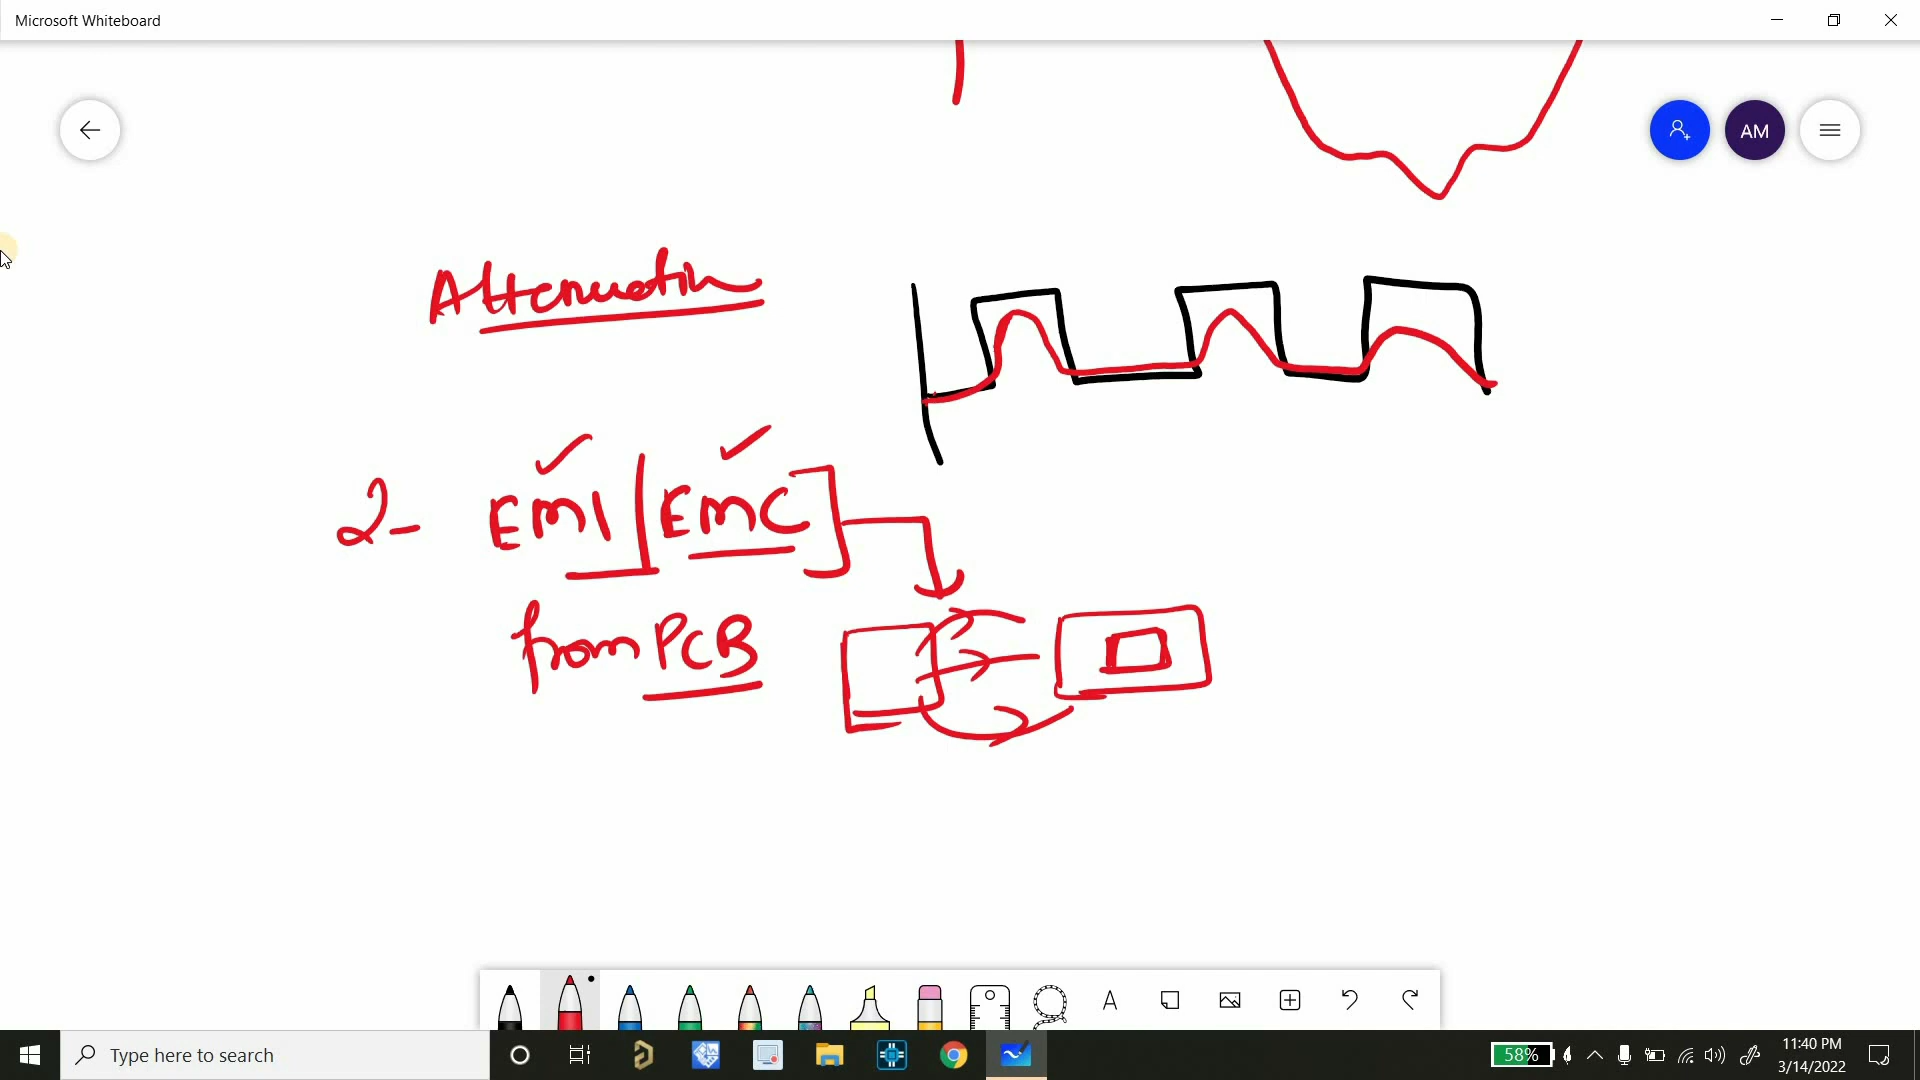 Microsoft Whiteboard
AM
Attenuation
2- EMI | EMC
from PCB
A
Type here to search
58%
11:40 PM
3/14/2022